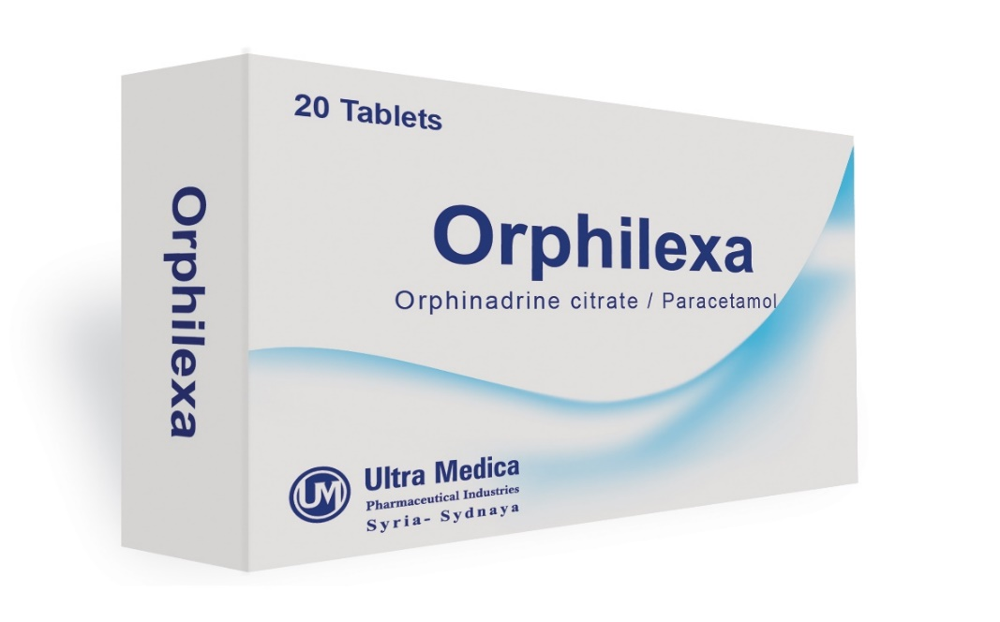 20 Tablets
Orphilexa
Orphinadrine citrate / Paracetamol
UM
Ultra Medica
Pharmaceutical Industries
Syria- Sydnaya
Orphilexa